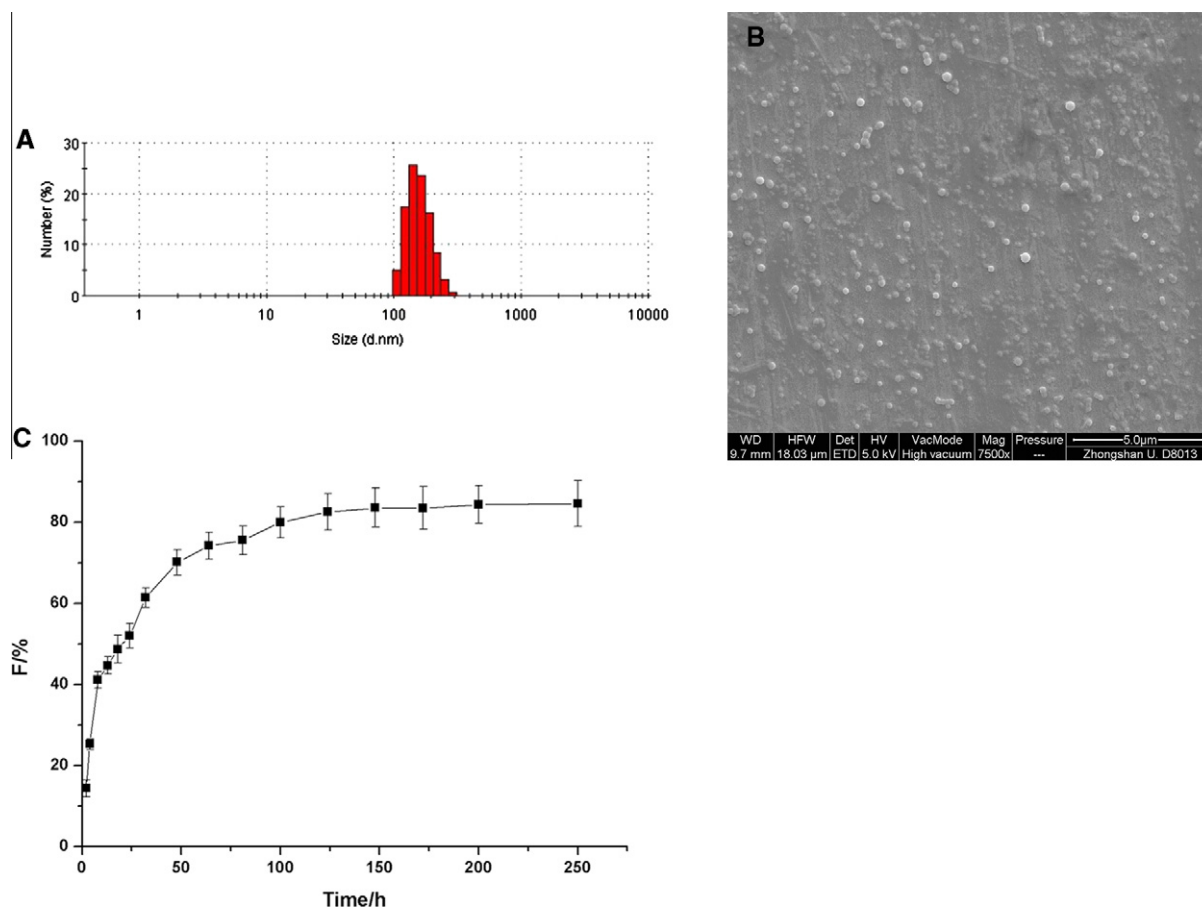 A
30
20
10
0
Number (%)
1 10 100 1000 10000
Size (d.nm)
B
WD HFW Det HV VacMode Mag Pressure 5.0µm
9.7 mm 18.03 µm ETD 5.0 kV High vacuum 7500x --- Zhongshan U. D8013
C
100
80
60
40
20
0
F/%
0 50 100 150 200 250
Time/h